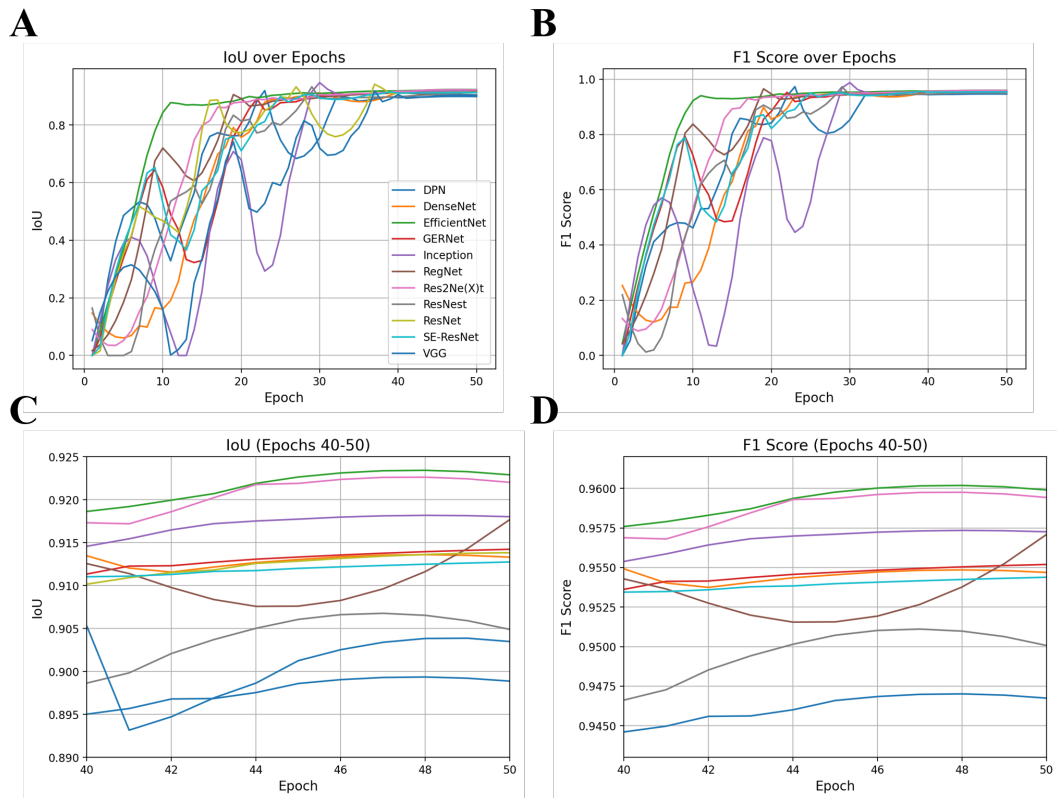 A
IoU over Epochs
IoU
0.8
0.6
0.4
0.2
0.0
0
10
20
30
40
50
Epoch
DPN
DenseNet
EfficientNet
GERNet
Inception
RegNet
Res2Ne(X)t
ResNest
ResNet
SE-ResNet
VGG
B
F1 Score over Epochs
F1 Score
1.0
0.8
0.6
0.4
0.2
0.0
0
10
20
30
40
50
Epoch
C
IoU (Epochs 40-50)
IoU
0.925
0.920
0.915
0.910
0.905
0.900
0.895
0.890
40
42
44
46
48
50
Epoch
D
F1 Score (Epochs 40-50)
F1 Score
0.9600
0.9575
0.9550
0.9525
0.9500
0.9475
0.9450
40
42
44
46
48
50
Epoch